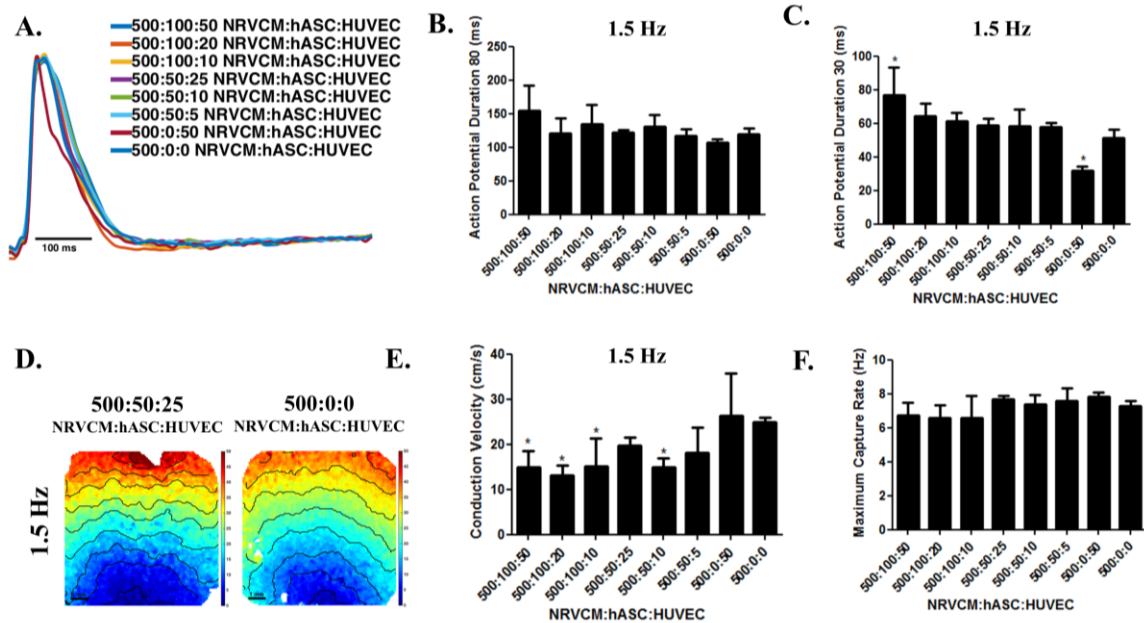 A.
500:100:50 NRVCM:hASC:HUVEC
500:100:20 NRVCM:hASC:HUVEC
500:100:10 NRVCM:hASC:HUVEC
500:50:25 NRVCM:hASC:HUVEC
500:50:10 NRVCM:hASC:HUVEC
500:50:5 NRVCM:hASC:HUVEC
500:0:50 NRVCM:hASC:HUVEC
500:0:0 NRVCM:hASC:HUVEC
100 ms
B.
1.5 Hz
Action Potential Duration 80 (ms)
250
200
150
100
50
0
500:100:50
500:100:20
500:100:10
500:50:25
500:50:10
500:50:5
500:0:50
500:0:0
NRVCM:hASC:HUVEC
C.
1.5 Hz
Action Potential Duration 30 (ms)
100
80
60
40
20
0
*
*
500:100:50
500:100:20
500:100:10
500:50:25
500:50:10
500:50:5
500:0:50
500:0:0
NRVCM:hASC:HUVEC
D.
500:50:25
NRVCM:hASC:HUVEC
500:0:0
NRVCM:hASC:HUVEC
1.5 Hz
E.
1.5 Hz
Conduction Velocity (cm/s)
40
30
20
10
0
*
*
*
*
500:100:50
500:100:20
500:100:10
500:50:25
500:50:10
500:50:5
500:0:50
500:0:0
NRVCM:hASC:HUVEC
F.
Maximum Capture Rate (Hz)
10
8
6
4
2
0
500:100:50
500:100:20
500:100:10
500:50:25
500:50:10
500:50:5
500:0:50
500:0:0
NRVCM:hASC:HUVEC